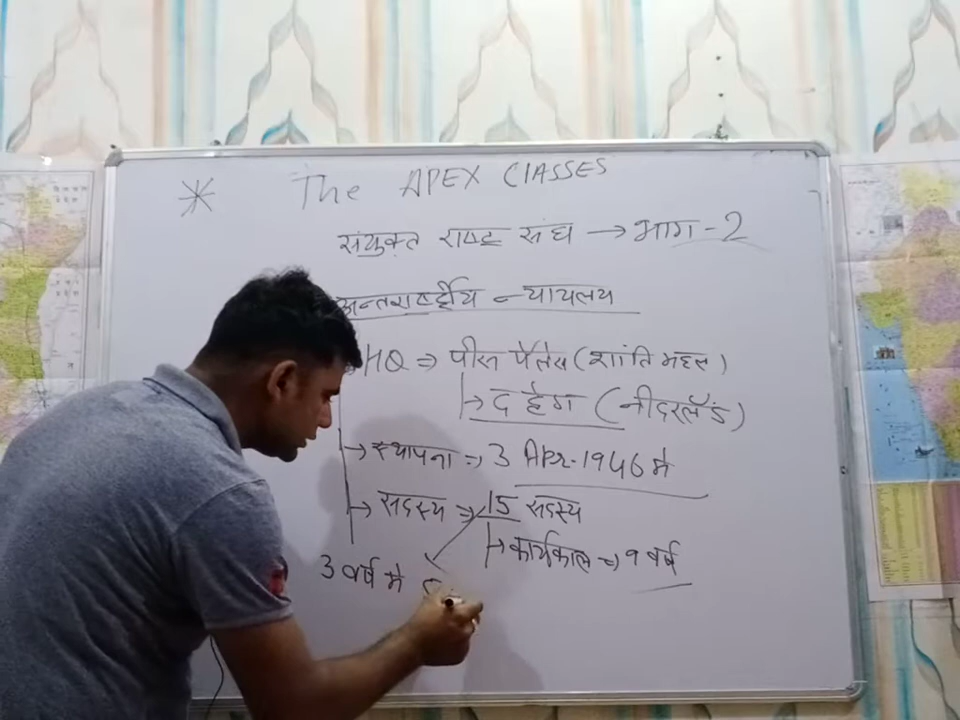 * The APEX ClASSES
संयुक्त राष्ट्र संघ → भाग-2
अन्तराष्ट्रीय न्यायलय
HQ ⇒ पीस पैलेस (शांति महल)
↳ द हेग (नीदरलैंड)
→ स्थापना ⇒ 3 Apr.-1946 मे
→ सदस्य ⇒ 15 सदस्य
→ कार्यकाल ⇒ 9 वर्ष
3 वर्ष मे